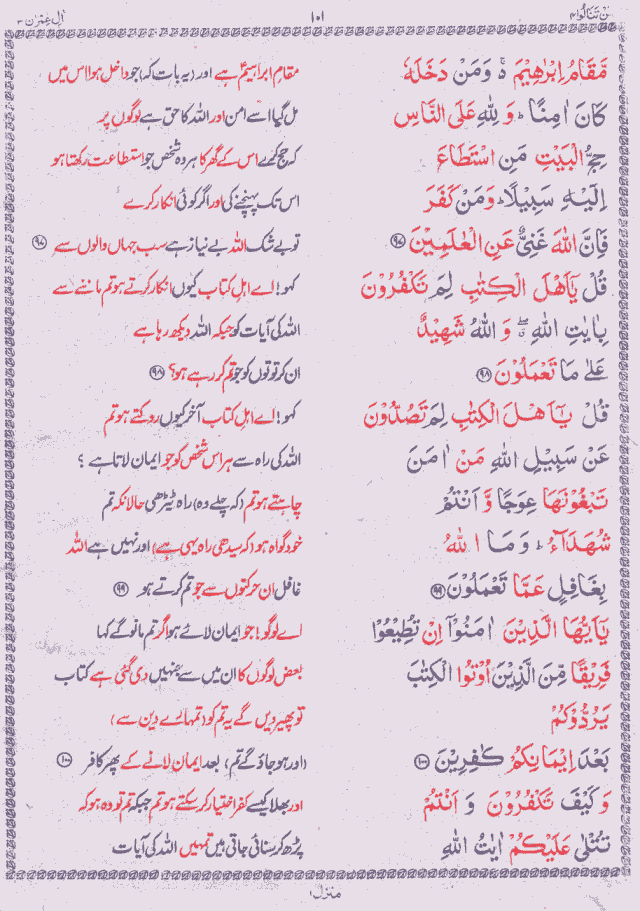 لن تنالوا ۴ ۱۰۱ اٰل عمرٰن ۳
مَّقَامُ اِبْرٰهِيْمَ ۚ وَمَنْ دَخَلَهٗ مقامِ ابراہیمؑ ہے اور (یہ بات کہ) جو داخل ہوا اس میں
كَانَ اٰمِنًا ؕ وَ لِلّٰهِ عَلَى النَّاسِ مل گیا اسے امن اور اللہ کا حق ہے لوگوں پر
حِجُّ الْبَيْتِ مَنِ اسْتَطَاعَ کہ حج کرے اس کے گھر کا ہر وہ شخص جو استطاعت رکھتا ہو
اِلَيْهِ سَبِيْلًا ؕ وَمَنْ كَفَرَ اس تک پہنچنے کی اور اگر کوئی انکار کرے
فَاِنَّ اللّٰهَ غَنِيٌّ عَنِ الْعٰلَمِيْنَ ۹۷ تو بے شک اللہ بے نیاز ہے سب جہاں والوں سے ۹۷
قُلْ يٰٓاَهْلَ الْكِتٰبِ لِمَ تَكْفُرُوْنَ کہو! اے اہلِ کتاب کیوں انکار کرتے ہو تم ماننے سے
بِاٰيٰتِ اللّٰهِ ۖ وَ اللّٰهُ شَهِيْدٌ اللہ کی آیات کو جبکہ اللہ دیکھ رہا ہے
عَلٰى مَا تَعْمَلُوْنَ ۹۸ ان کرتوتوں کو جو تم کر رہے ہو؟ ۹۸
قُلْ يٰٓاَهْلَ الْكِتٰبِ لِمَ تَصُدُّوْنَ کہو! اے اہلِ کتاب آخر کیوں روکتے ہو تم
عَنْ سَبِيْلِ اللّٰهِ مَنْ اٰمَنَ اللہ کی راہ سے ہر اس شخص کو جو ایمان لاتا ہے ؟
تَبْغُوْنَهَا عِوَجًا وَّ اَنْتُمْ چاہتے ہو تم (کہ چلے وہ) راہ ٹیڑھی حالانکہ تم
شُهَدَآءُ ؕ وَ مَا اللّٰهُ خود گواہ ہو (کہ سیدھی راہ یہی ہے) اور نہیں ہے اللہ
بِغَافِلٍ عَمَّا تَعْمَلُوْنَ ۹۹ غافل ان حرکتوں سے جو تم کرتے ہو ۹۹
يٰٓاَيُّهَا الَّذِيْنَ اٰمَنُوْٓا اِنْ تُطِيْعُوْا اے لوگو! جو ایمان لائے ہو اگر تم مانو گے کہا
فَرِيْقًا مِّنَ الَّذِيْنَ اُوْتُوا الْكِتٰبَ بعض لوگوں کا ان میں سے جنہیں دی گئی ہے کتاب
يَرُدُّوْكُمْ تو پھیر دیں گے یہ تم کو (تمہارے دین سے)
بَعْدَ اِيْمَانِكُمْ كٰفِرِيْنَ ۱۰۰ (اور ہو جاؤ گے تم) بعد ایمان لانے کے پھر کافر ۱۰۰
وَ كَيْفَ تَكْفُرُوْنَ وَ اَنْتُمْ اور بھلا کیسے کفر اختیار کر سکتے ہو تم جبکہ تم تو وہ ہو کہ
تُتْلٰى عَلَيْكُمْ اٰيٰتُ اللّٰهِ پڑھ کر سنائی جاتی ہیں تمہیں اللہ کی آیات
منزل ۱